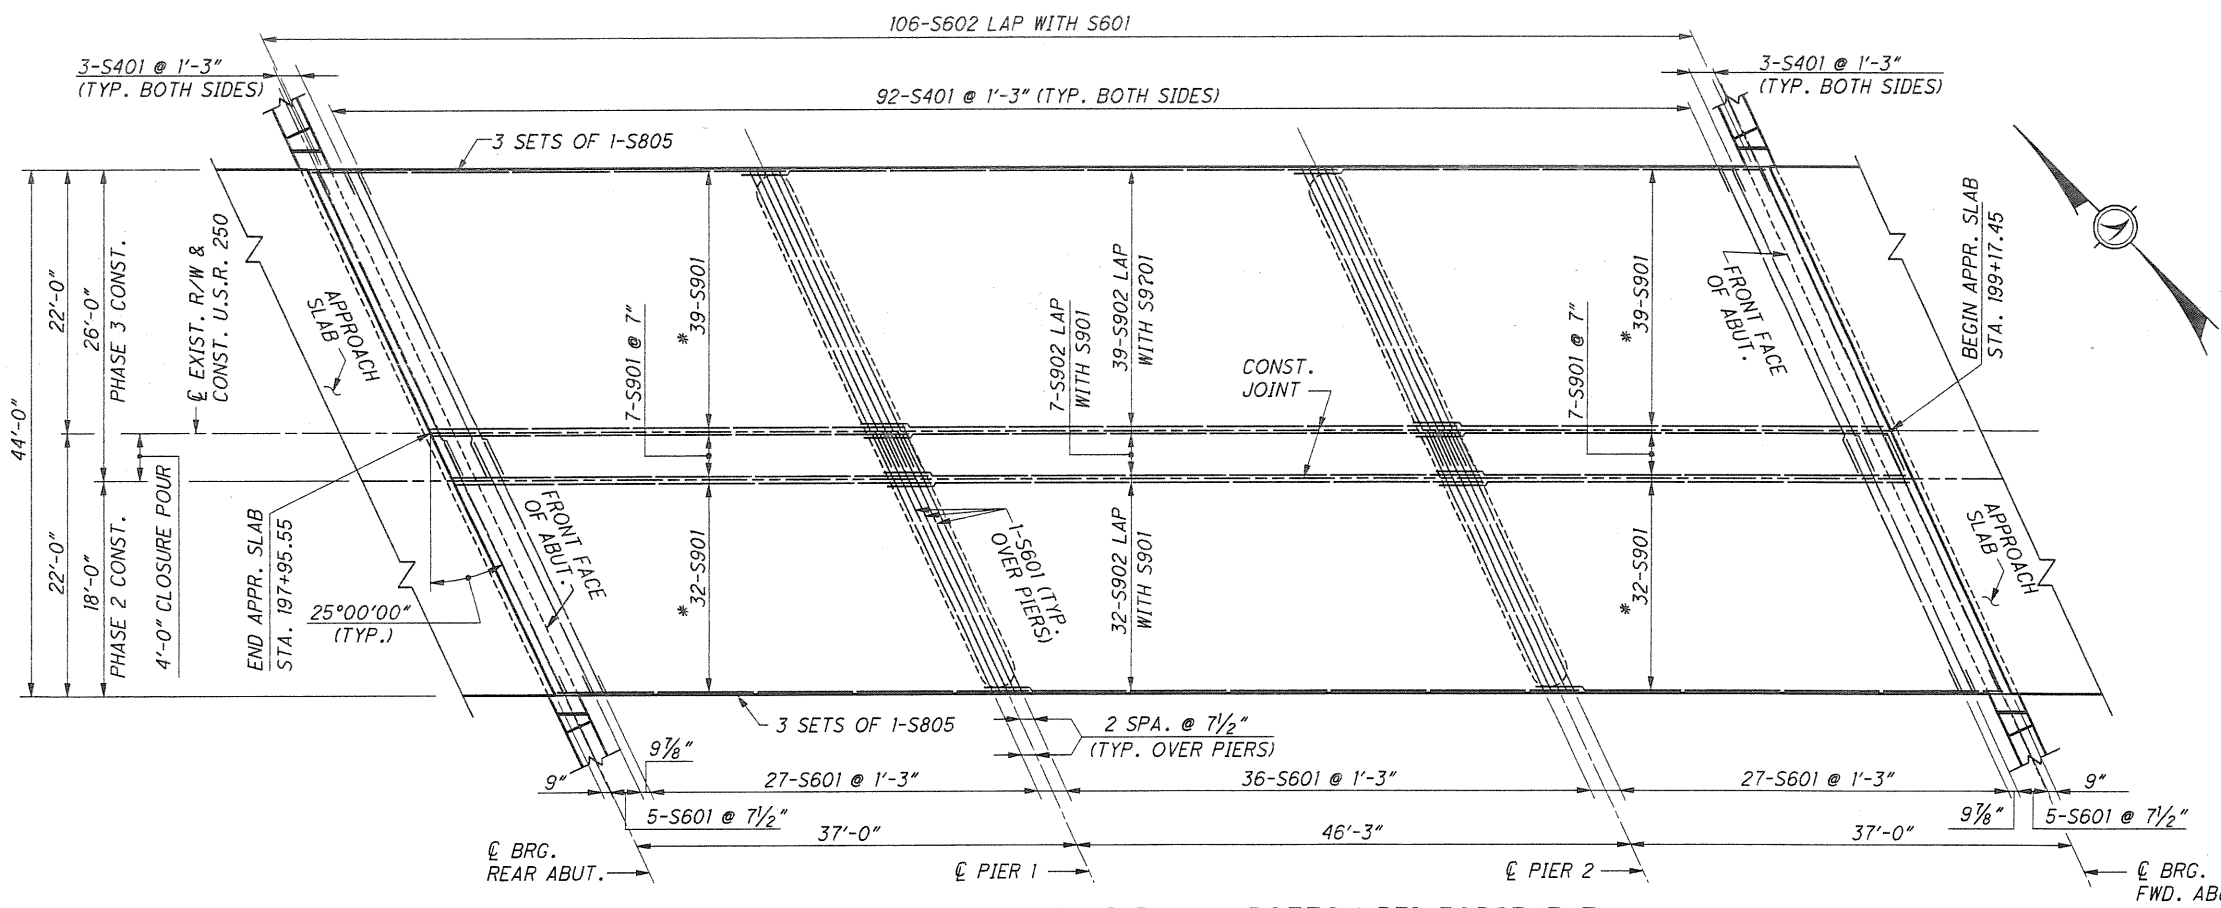 106-S602 LAP WITH S601
3-S401 @ 1'-3"
(TYP. BOTH SIDES)
3-S401 @ 1'-3"
(TYP. BOTH SIDES)
92-S401 @ 1'-3" (TYP. BOTH SIDES)
3 SETS OF 1-S805
44'-0"
22'-0"
22'-0"
26'-0"
18'-0"
PHASE 3 CONST.
PHASE 2 CONST.
4'-0" CLOSURE POUR
℄ EXIST. R/W &
CONST. U.S.R. 250
APPROACH
SLAB
END APPR. SLAB
STA. 197+95.55
25°00'00"
(TYP.)
FRONT FACE
OF ABUT.
7-S901 @ 7"
* 39-S901
* 32-S901
1-S601 (TYP.
OVER PIERS)
7-S902 LAP
WITH S901
39-S902 LAP
WITH S9?01
32-S902 LAP
WITH S901
CONST.
JOINT
7-S901 @ 7"
* 39-S901
* 32-S901
FRONT FACE
OF ABUT.
BEGIN APPR. SLAB
STA. 199+17.45
APPROACH
SLAB
3 SETS OF 1-S805
2 SPA. @ 7½"
(TYP. OVER PIERS)
9"
9⅞"
27-S601 @ 1'-3"
36-S601 @ 1'-3"
27-S601 @ 1'-3"
9"
5-S601 @ 7½"
9⅞"
5-S601 @ 7½"
37'-0"
46'-3"
37'-0"
℄ BRG.
REAR ABUT.
℄ PIER 1
℄ PIER 2
℄ BRG.
FWD.